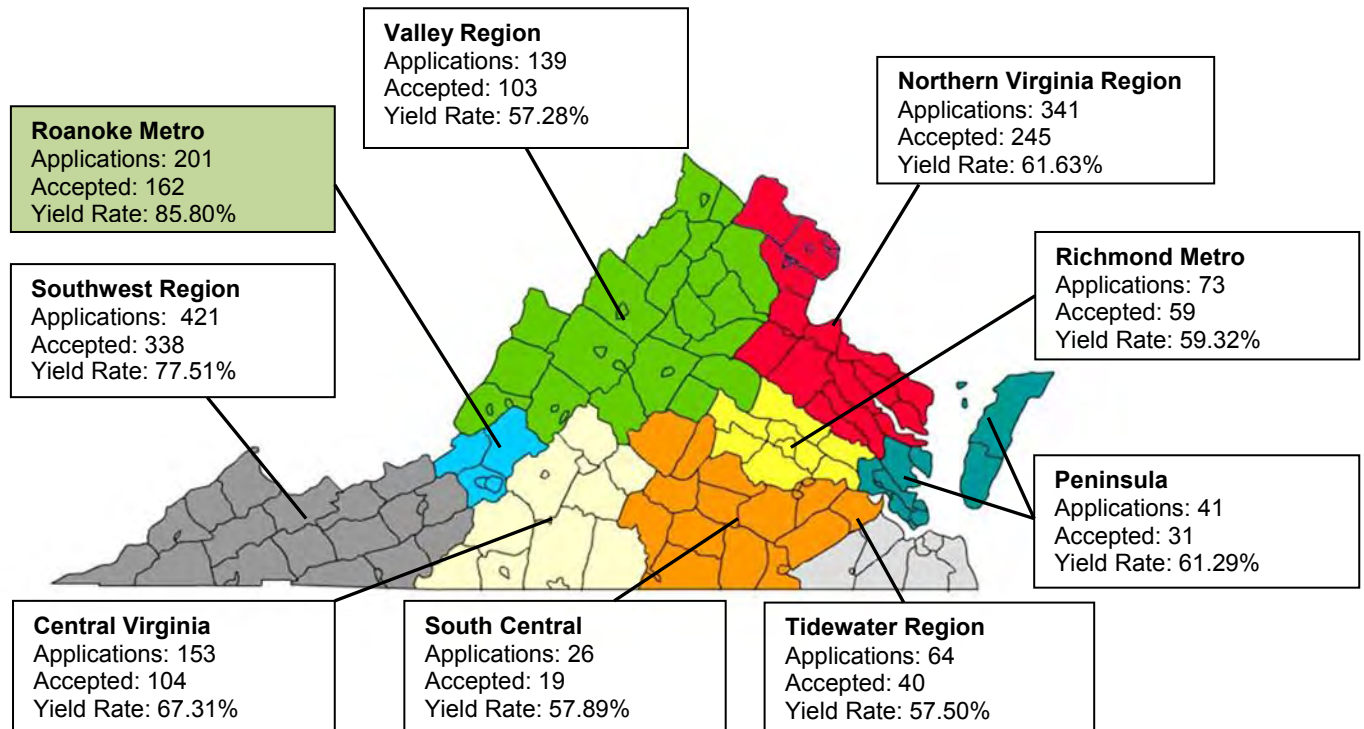 Valley Region
Applications: 139
Accepted: 103
Yield Rate: 57.28%
Northern Virginia Region
Applications: 341
Accepted: 245
Yield Rate: 61.63%
Roanoke Metro
Applications: 201
Accepted: 162
Yield Rate: 85.80%
Richmond Metro
Applications: 73
Accepted: 59
Yield Rate: 59.32%
Southwest Region
Applications: 421
Accepted: 338
Yield Rate: 77.51%
Peninsula
Applications: 41
Accepted: 31
Yield Rate: 61.29%
Central Virginia
Applications: 153
Accepted: 104
Yield Rate: 67.31%
South Central
Applications: 26
Accepted: 19
Yield Rate: 57.89%
Tidewater Region
Applications: 64
Accepted: 40
Yield Rate: 57.50%